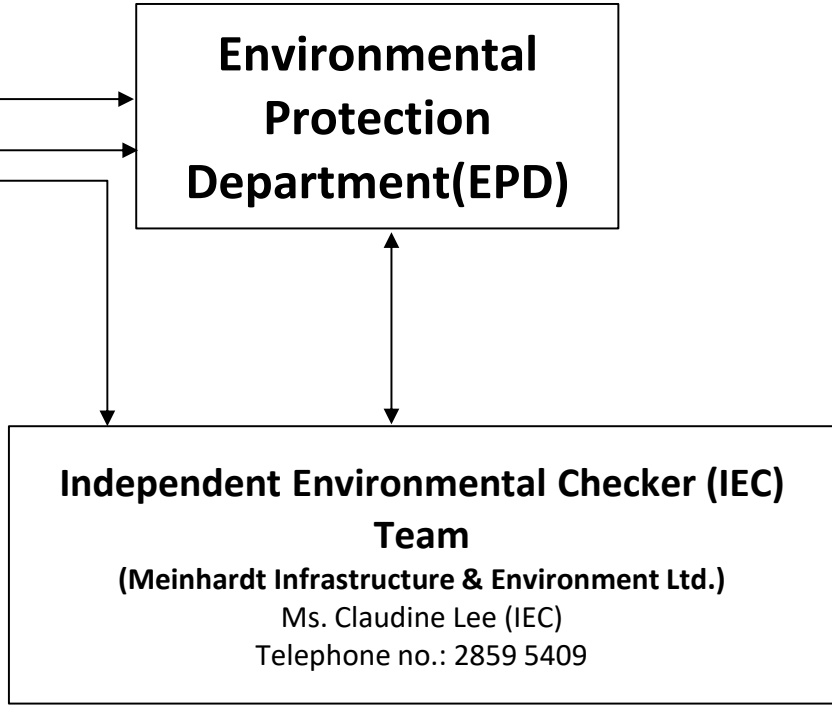 Environmental
Protection
Department(EPD)
Independent Environmental Checker (IEC)
Team
(Meinhardt Infrastructure & Environment Ltd.)
Ms. Claudine Lee (IEC)
Telephone no.: 2859 5409